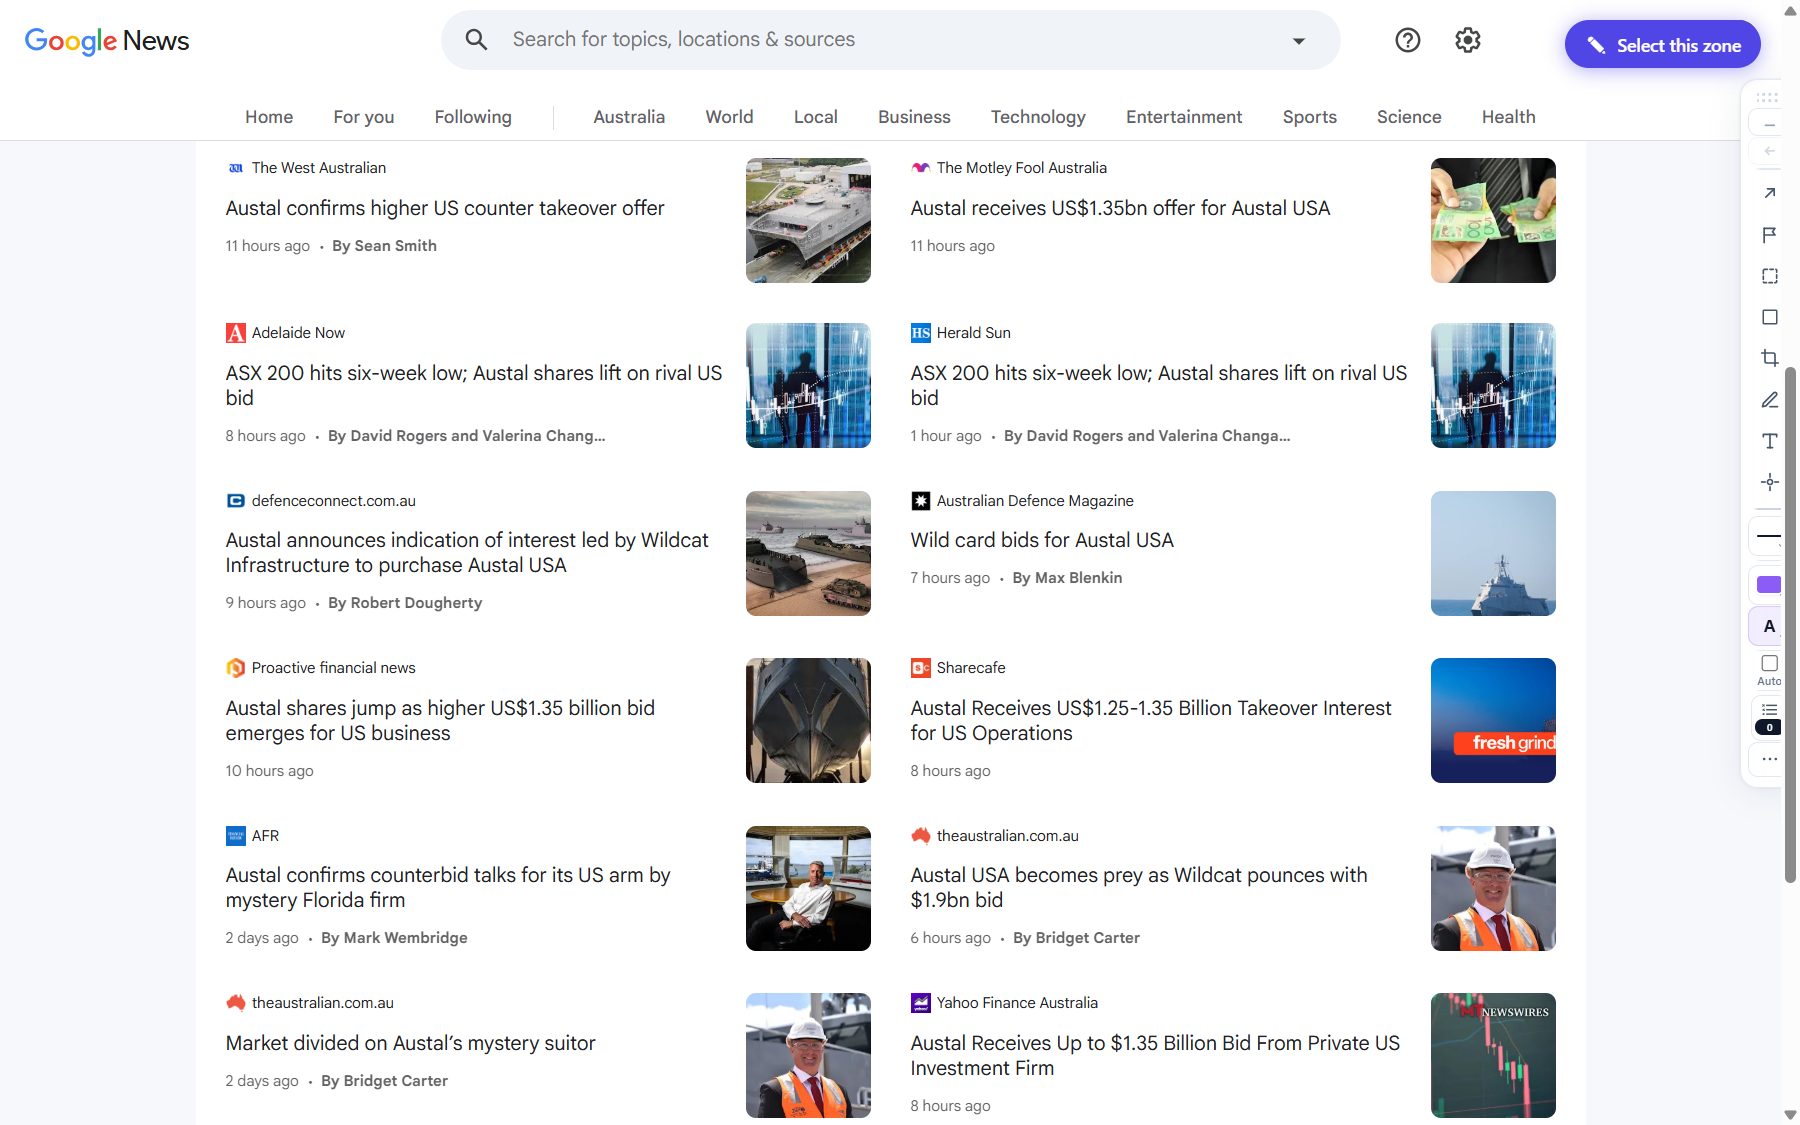 Google News
Search for topics, locations & sources
Select this zone
Home
For you
Following
Australia
World
Local
Business
Technology
Entertainment
Sports
Science
Health
The West Australian
Austal confirms higher US counter takeover offer
11 hours ago • By Sean Smith
The Motley Fool Australia
Austal receives US$1.35bn offer for Austal USA
11 hours ago
Adelaide Now
ASX 200 hits six-week low; Austal shares lift on rival US
bid
8 hours ago • By David Rogers and Valerina Chang...
HS Herald Sun
ASX 200 hits six-week low; Austal shares lift on rival US
bid
1 hour ago • By David Rogers and Valerina Changa...
defenceconnect.com.au
Austal announces indication of interest led by Wildcat
Infrastructure to purchase Austal USA
9 hours ago • By Robert Dougherty
Australian Defence Magazine
Wild card bids for Austal USA
7 hours ago • By Max Blenkin
Proactive financial news
Austal shares jump as higher US$1.35 billion bid
emerges for US business
10 hours ago
Sharecafe
Austal Receives US$1.25-1.35 Billion Takeover Interest
for US Operations
8 hours ago
fresh grind
AFR
Austal confirms counterbid talks for its US arm by
mystery Florida firm
2 days ago • By Mark Wembridge
theaustralian.com.au
Austal USA becomes prey as Wildcat pounces with
$1.9bn bid
6 hours ago • By Bridget Carter
theaustralian.com.au
Market divided on Austal’s mystery suitor
2 days ago • By Bridget Carter
Yahoo Finance Australia
Austal Receives Up to $1.35 Billion Bid From Private US
Investment Firm
8 hours ago
MT NEWSWIRES
A
Auto
0